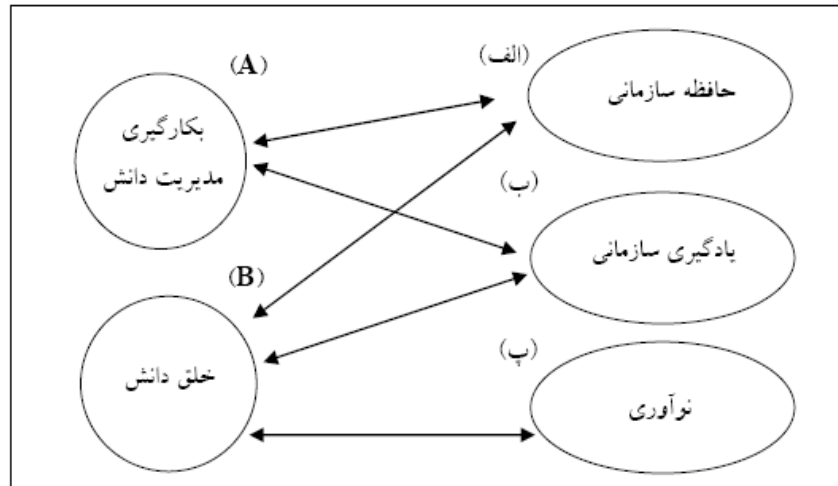 (الف)
حافظه سازمانی
(A)
بکارگیری
مدیریت دانش
(ب)
یادگیری سازمانی
(B)
خلق دانش
(پ)
نوآوری